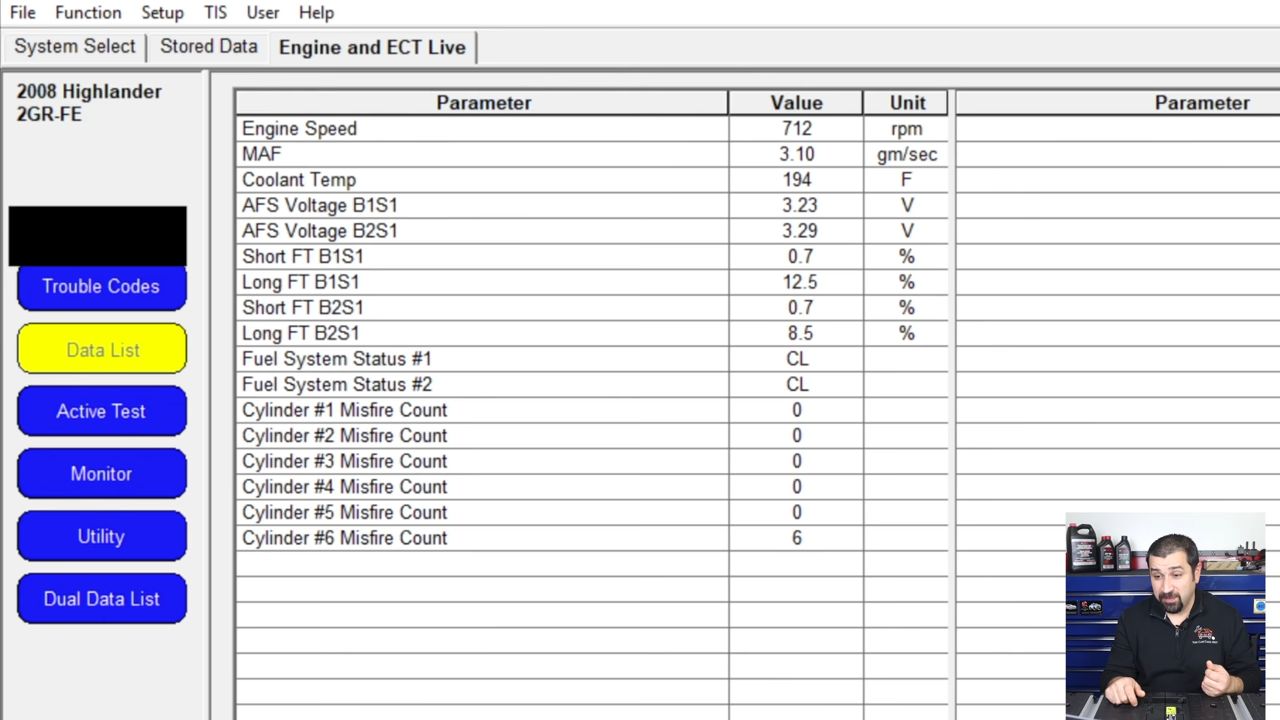 File Function Setup TIS User Help
System Select Stored Data Engine and ECT Live
2008 Highlander
2GR-FE
Trouble Codes
Data List
Active Test
Monitor
Utility
Dual Data List
Parameter Value Unit Parameter
Engine Speed 712 rpm
MAF 3.10 gm/sec
Coolant Temp 194 F
AFS Voltage B1S1 3.23 V
AFS Voltage B2S1 3.29 V
Short FT B1S1 0.7 %
Long FT B1S1 12.5 %
Short FT B2S1 0.7 %
Long FT B2S1 8.5 %
Fuel System Status #1 CL
Fuel System Status #2 CL
Cylinder #1 Misfire Count 0
Cylinder #2 Misfire Count 0
Cylinder #3 Misfire Count 0
Cylinder #4 Misfire Count 0
Cylinder #5 Misfire Count 0
Cylinder #6 Misfire Count 6